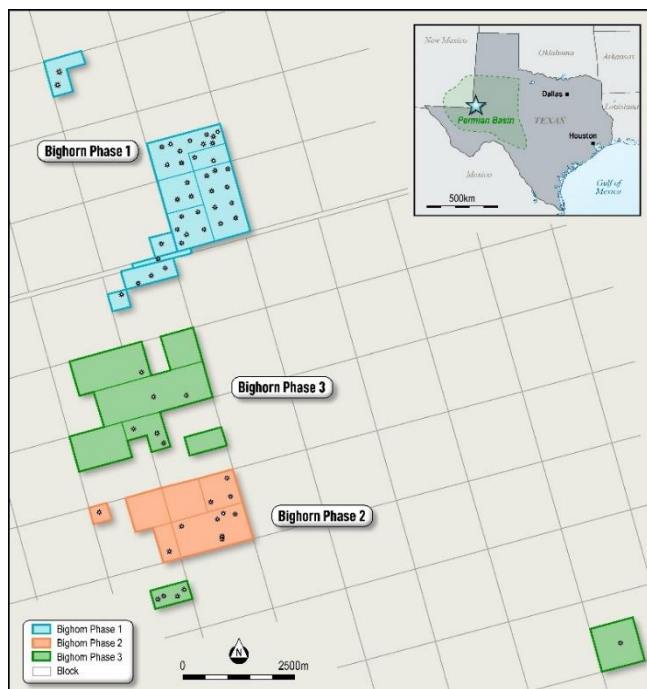 New Mexico
Oklahoma
Arkansas
Dallas
Louisiana
Permian Basin
TEXAS
Houston
Mexico
Gulf of
Mexico
500km
Bighorn Phase 1
Bighorn Phase 3
Bighorn Phase 2
Bighorn Phase 1
Bighorn Phase 2
Bighorn Phase 3
Block
N
0
2500m